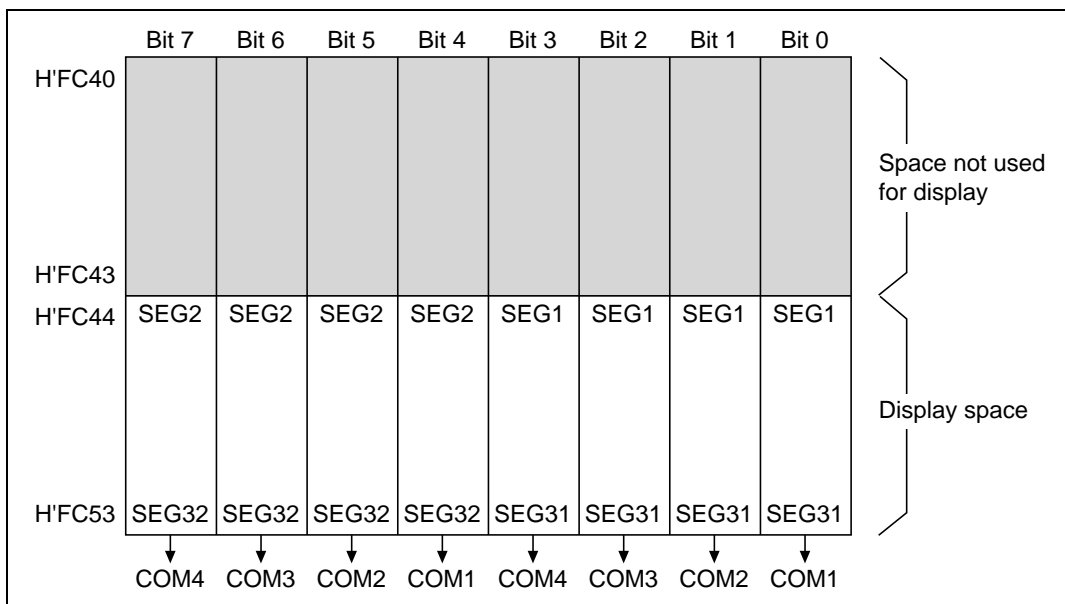 Bit 7 Bit 6 Bit 5 Bit 4 Bit 3 Bit 2 Bit 1 Bit 0
H'FC40
Space not used
for display
H'FC43
H'FC44 SEG2 SEG2 SEG2 SEG2 SEG1 SEG1 SEG1 SEG1
Display space
H'FC53 SEG32 SEG32 SEG32 SEG32 SEG31 SEG31 SEG31 SEG31
COM4 COM3 COM2 COM1 COM4 COM3 COM2 COM1